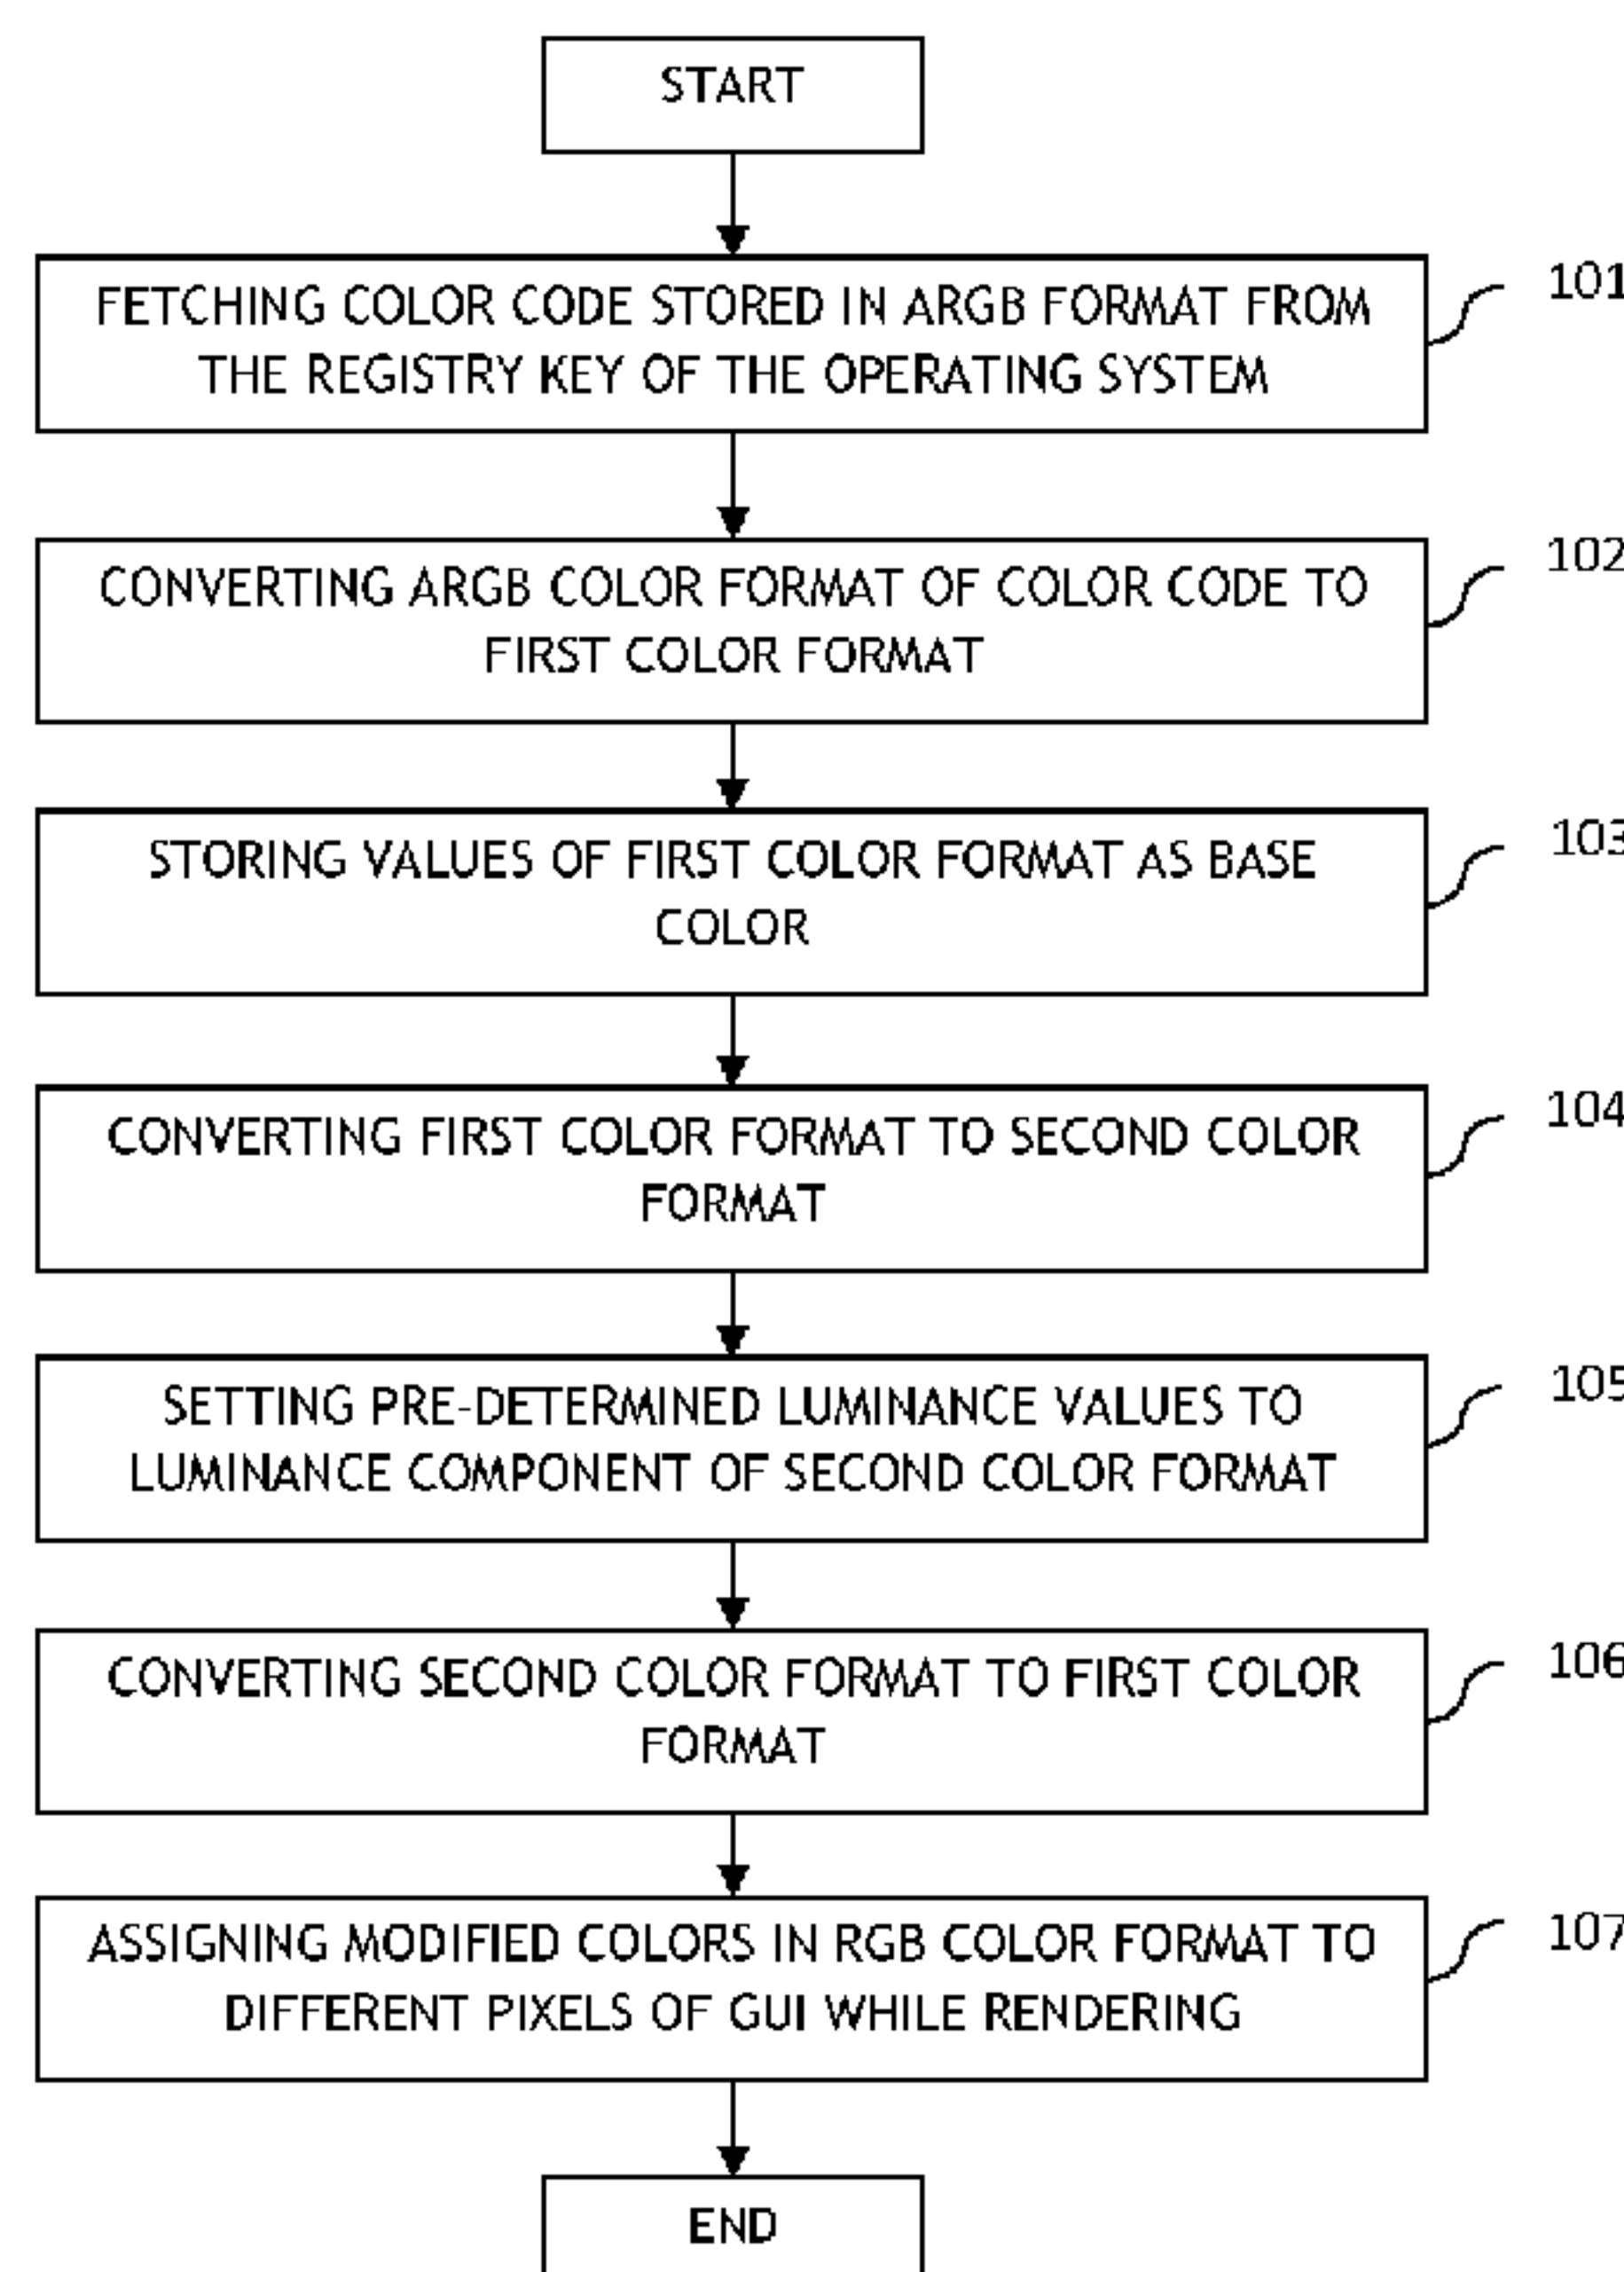 START
FETCHING COLOR CODE STORED IN ARGB FORMAT FROM
THE REGISTRY KEY OF THE OPERATING SYSTEM
101
CONVERTING ARGB COLOR FORMAT OF COLOR CODE TO
FIRST COLOR FORMAT
102
STORING VALUES OF FIRST COLOR FORMAT AS BASE
COLOR
103
CONVERTING FIRST COLOR FORMAT TO SECOND COLOR
FORMAT
104
SETTING PRE-DETERMINED LUMINANCE VALUES TO
LUMINANCE COMPONENT OF SECOND COLOR FORMAT
105
CONVERTING SECOND COLOR FORMAT TO FIRST COLOR
FORMAT
106
ASSIGNING MODIFIED COLORS IN RGB COLOR FORMAT TO
DIFFERENT PIXELS OF GUI WHILE RENDERING
107
END